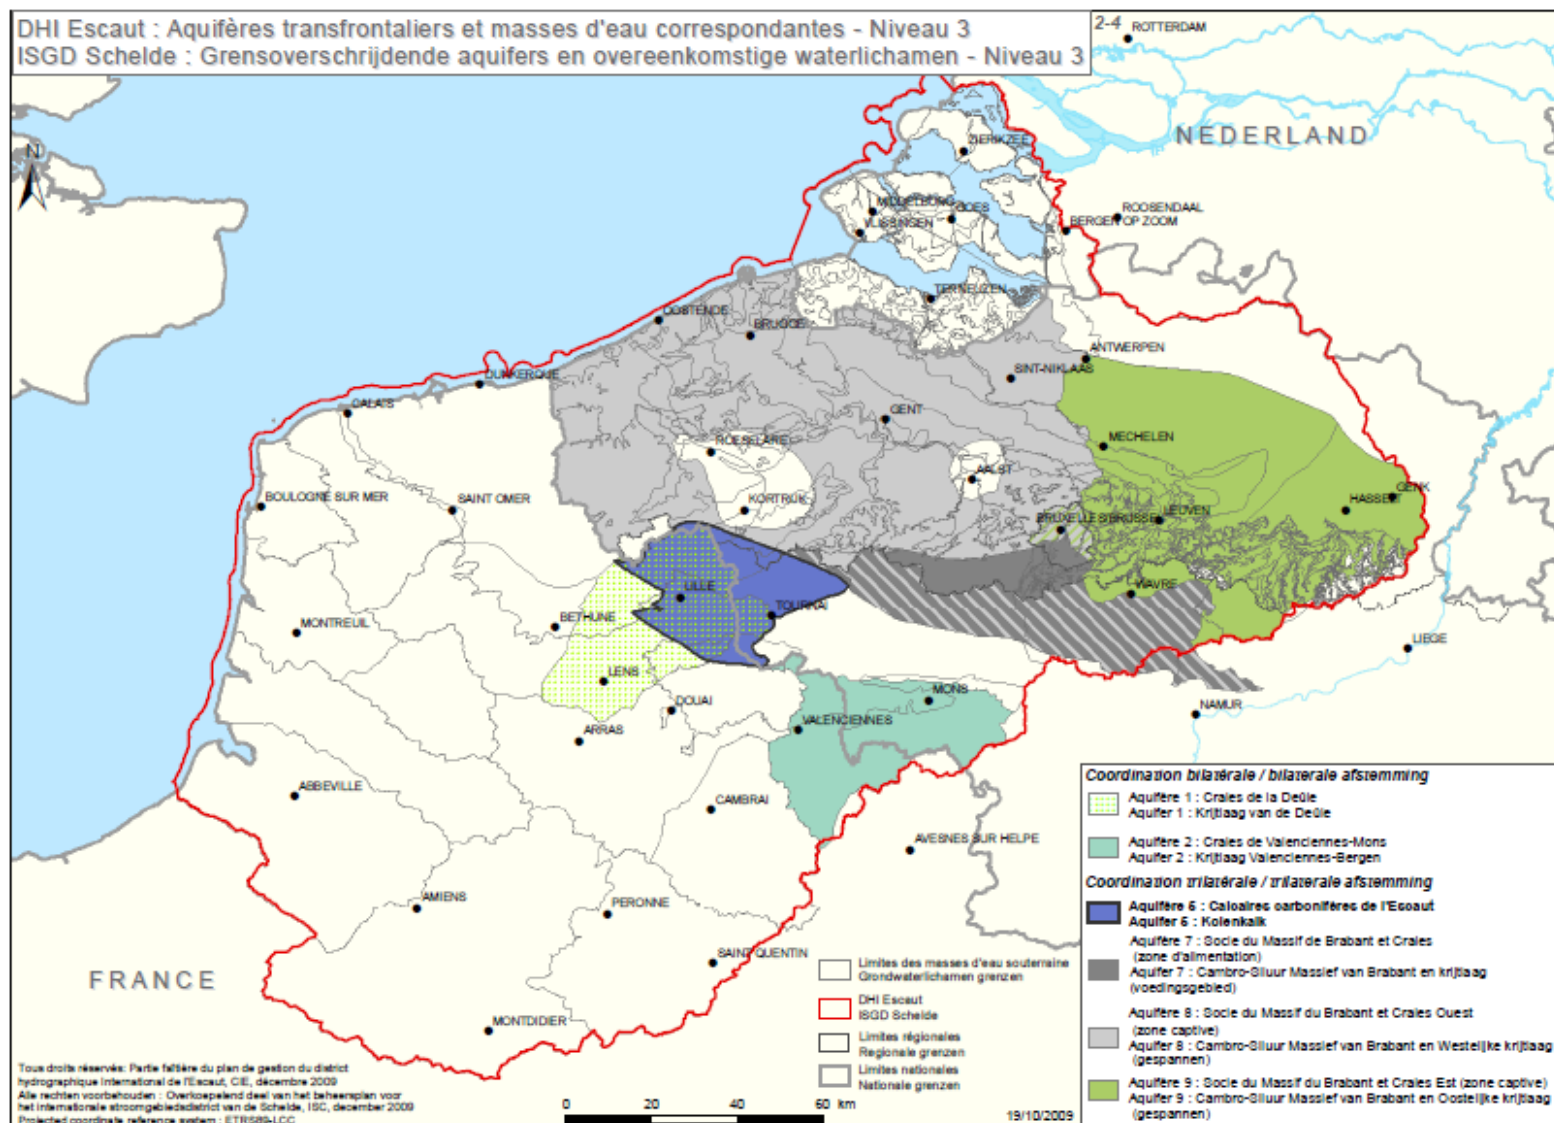 DHI Escaut : Aquifères transfrontaliers et masses d'eau correspondantes - Niveau 3
ISGD Schelde : Grensoverschrijdende aquifers en overeenkomstige waterlichamen - Niveau 3
2-4
ROTTERDAM
NEDERLAND
N
ZIERIKZEE
MIDDELBURG
GOES
ROOSENDAAL
VLISSINGEN
BERGEN OP ZOOM
TERNEUZEN
OOSTENDE
BRUGGE
ANTWERPEN
SINT-NIKLAAS
DUNKERQUE
CALAIS
GENT
MECHELEN
ROESELARE
AALST
BOULOGNE SUR MER
SAINT OMER
KORTRIJK
GENK
HASSELT
LEUVEN
BRUXELLES/BRUSSEL
LILLE
WAVRE
TOURNAI
BETHUNE
MONTREUIL
LIEGE
LENS
MONS
DOUAI
NAMUR
VALENCIENNES
ARRAS
ABBEVILLE
CAMBRAI
AVESNES SUR HELPE
AMIENS
PERONNE
SAINT QUENTIN
FRANCE
MONTDIDIER
Coordination bilatérale / bilaterale afstemming
Aquifère 1 : Craies de la Deûle
Aquifer 1 : Krijtlaag van de Deûle
Aquifère 2 : Craies de Valenciennes-Mons
Aquifer 2 : Krijtlaag Valenciennes-Bergen
Coordination trilatérale / trilaterale afstemming
Aquifère 5 : Calcaires carbonifères de l'Escaut
Aquifer 5 : Kolenkalk
Aquifère 7 : Socle du Massif de Brabant et Craies
(zone d'alimentation)
Aquifer 7 : Cambro-Siluur Massief van Brabant en krijtlaag
(voedingsgebied)
Aquifère 8 : Socle du Massif du Brabant et Craies Ouest
(zone captive)
Aquifer 8 : Cambro-Siluur Massief van Brabant en Westelijke krijtlaag
(gespannen)
Aquifère 9 : Socle du Massif du Brabant et Craies Est (zone captive)
Aquifer 9 : Cambro-Siluur Massief van Brabant en Oostelijke krijtlaag
(gespannen)
Limites des masses d'eau souterraine
Grondwaterlichamen grenzen
DHI Escaut
ISGD Schelde
Limites régionales
Regionale grenzen
Limites nationales
Nationale grenzen
Tous droits réservés: Partie faîtière du plan de gestion du district
hydrographique international de l'Escaut, CIE, décembre 2009
Alle rechten voorbehouden : Overkoepelend deel van het beheersplan voor
het internationale stroomgebiedsdistrict van de Schelde, ISC, december 2009
Projected coordinate reference system : ETRS89-LCC
0 20 40 60 km
19/10/2009